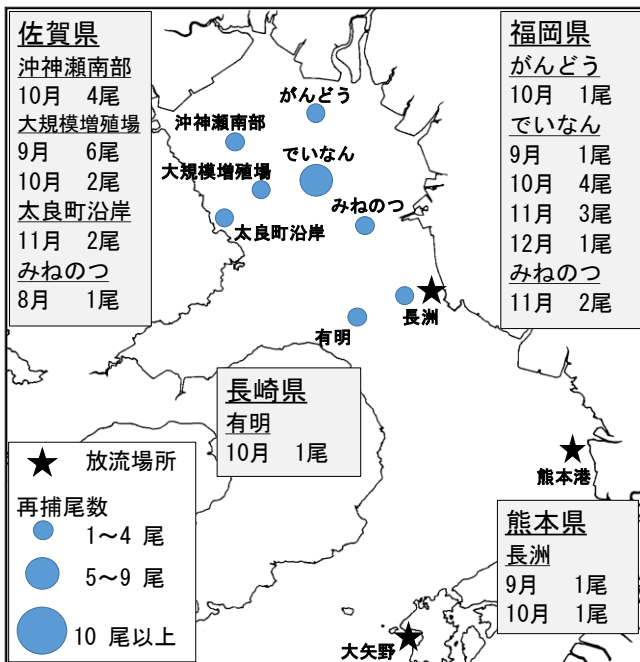 佐賀県
沖神瀬南部
10月 4尾
大規模増殖場
9月 6尾
10月 2尾
太良町沿岸
11月 2尾
みねのつ
8月 1尾
福岡県
がんどう
10月 1尾
でいなん
9月 1尾
10月 4尾
11月 3尾
12月 1尾
みねのつ
11月 2尾
がんどう
沖神瀬南部
でいなん
大規模増殖場
みねのつ
太良町沿岸
長洲
有明
長崎県
有明
10月 1尾
放流場所
再捕尾数
1～4 尾
5～9 尾
10 尾以上
熊本港
熊本県
長洲
9月 1尾
10月 1尾
大矢野